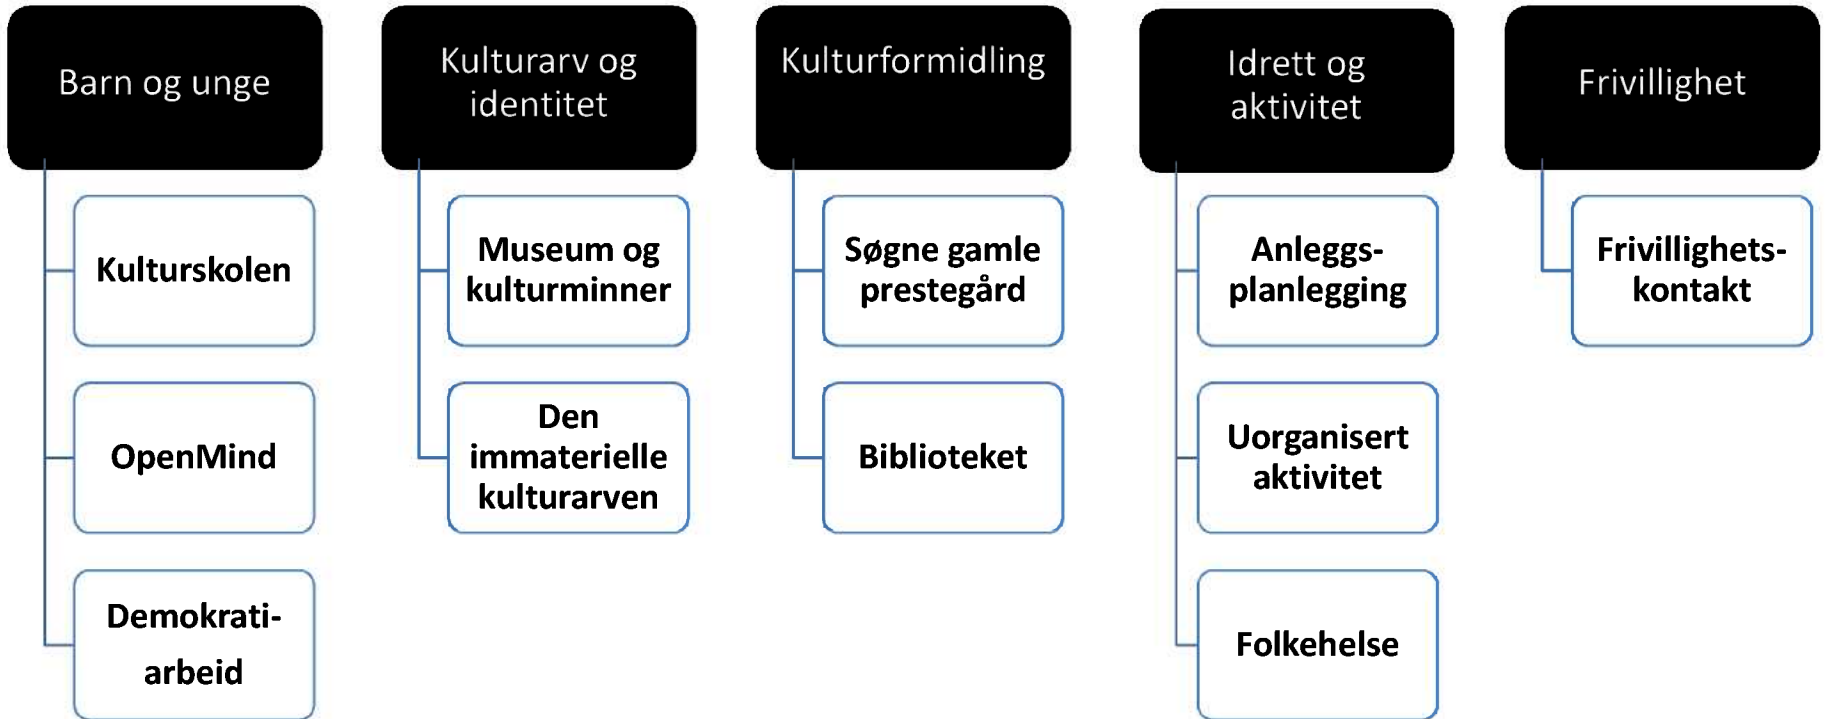 Barn og unge
Kulturskolen
OpenMind
Demokrati-
arbeid
Kulturarv og
identitet
Museum og
kulturminner
Den
immaterielle
kulturarven
Kulturformidling
Søgne gamle
prestegård
Biblioteket
Idrett og
aktivitet
Anleggs-
planlegging
Uorganisert
aktivitet
Folkehelse
Frivillighet
Frivillighets-
kontakt